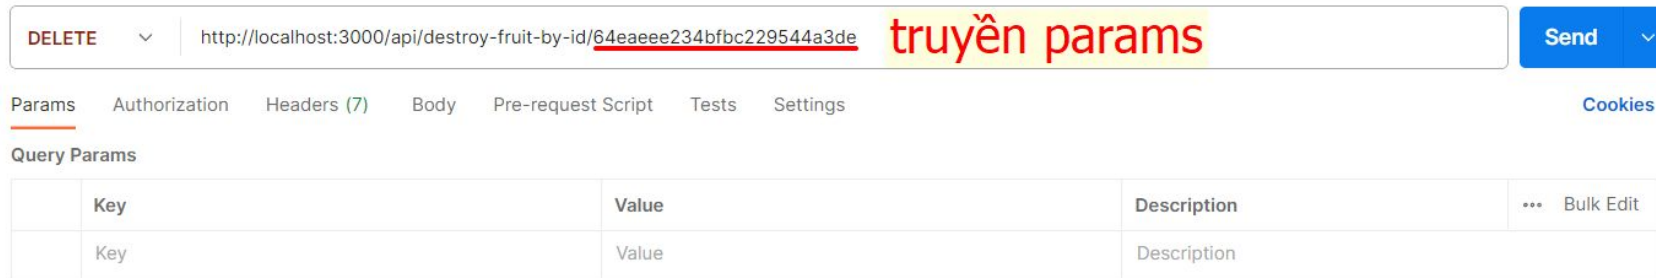 DELETE http://localhost:3000/api/destroy-fruit-by-id/64eaeee234bfbc229544a3de truyền params Send
Params Authorization Headers (7) Body Pre-request Script Tests Settings Cookies
Query Params
Key Value Description ••• Bulk Edit
Key Value Description